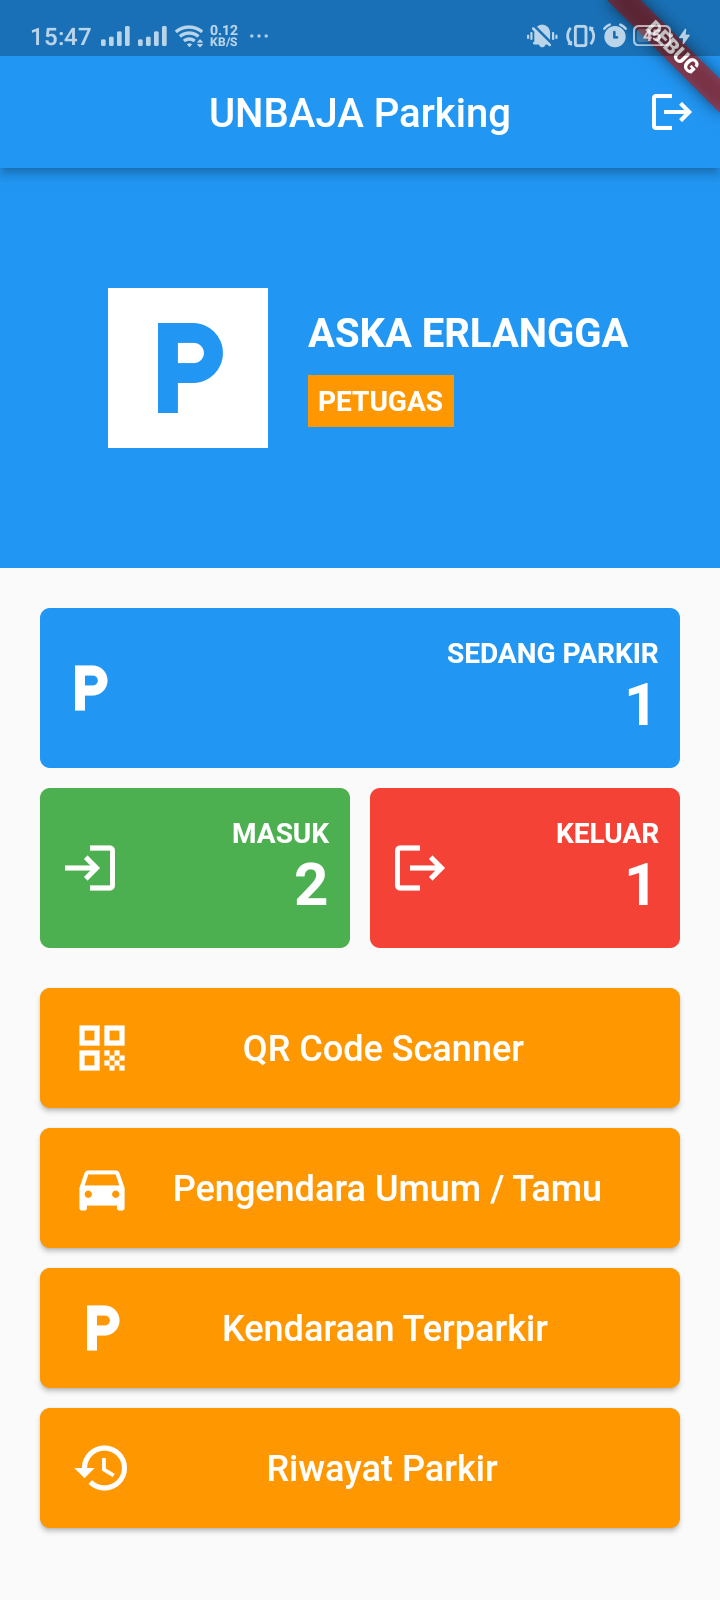 15:47 0.12 KB/S ...
DEBUG
UNBAJA Parking
P
ASKA ERLANGGA
PETUGAS
P
SEDANG PARKIR
1
MASUK
2
KELUAR
1
QR Code Scanner
Pengendara Umum / Tamu
P
Kendaraan Terparkir
Riwayat Parkir